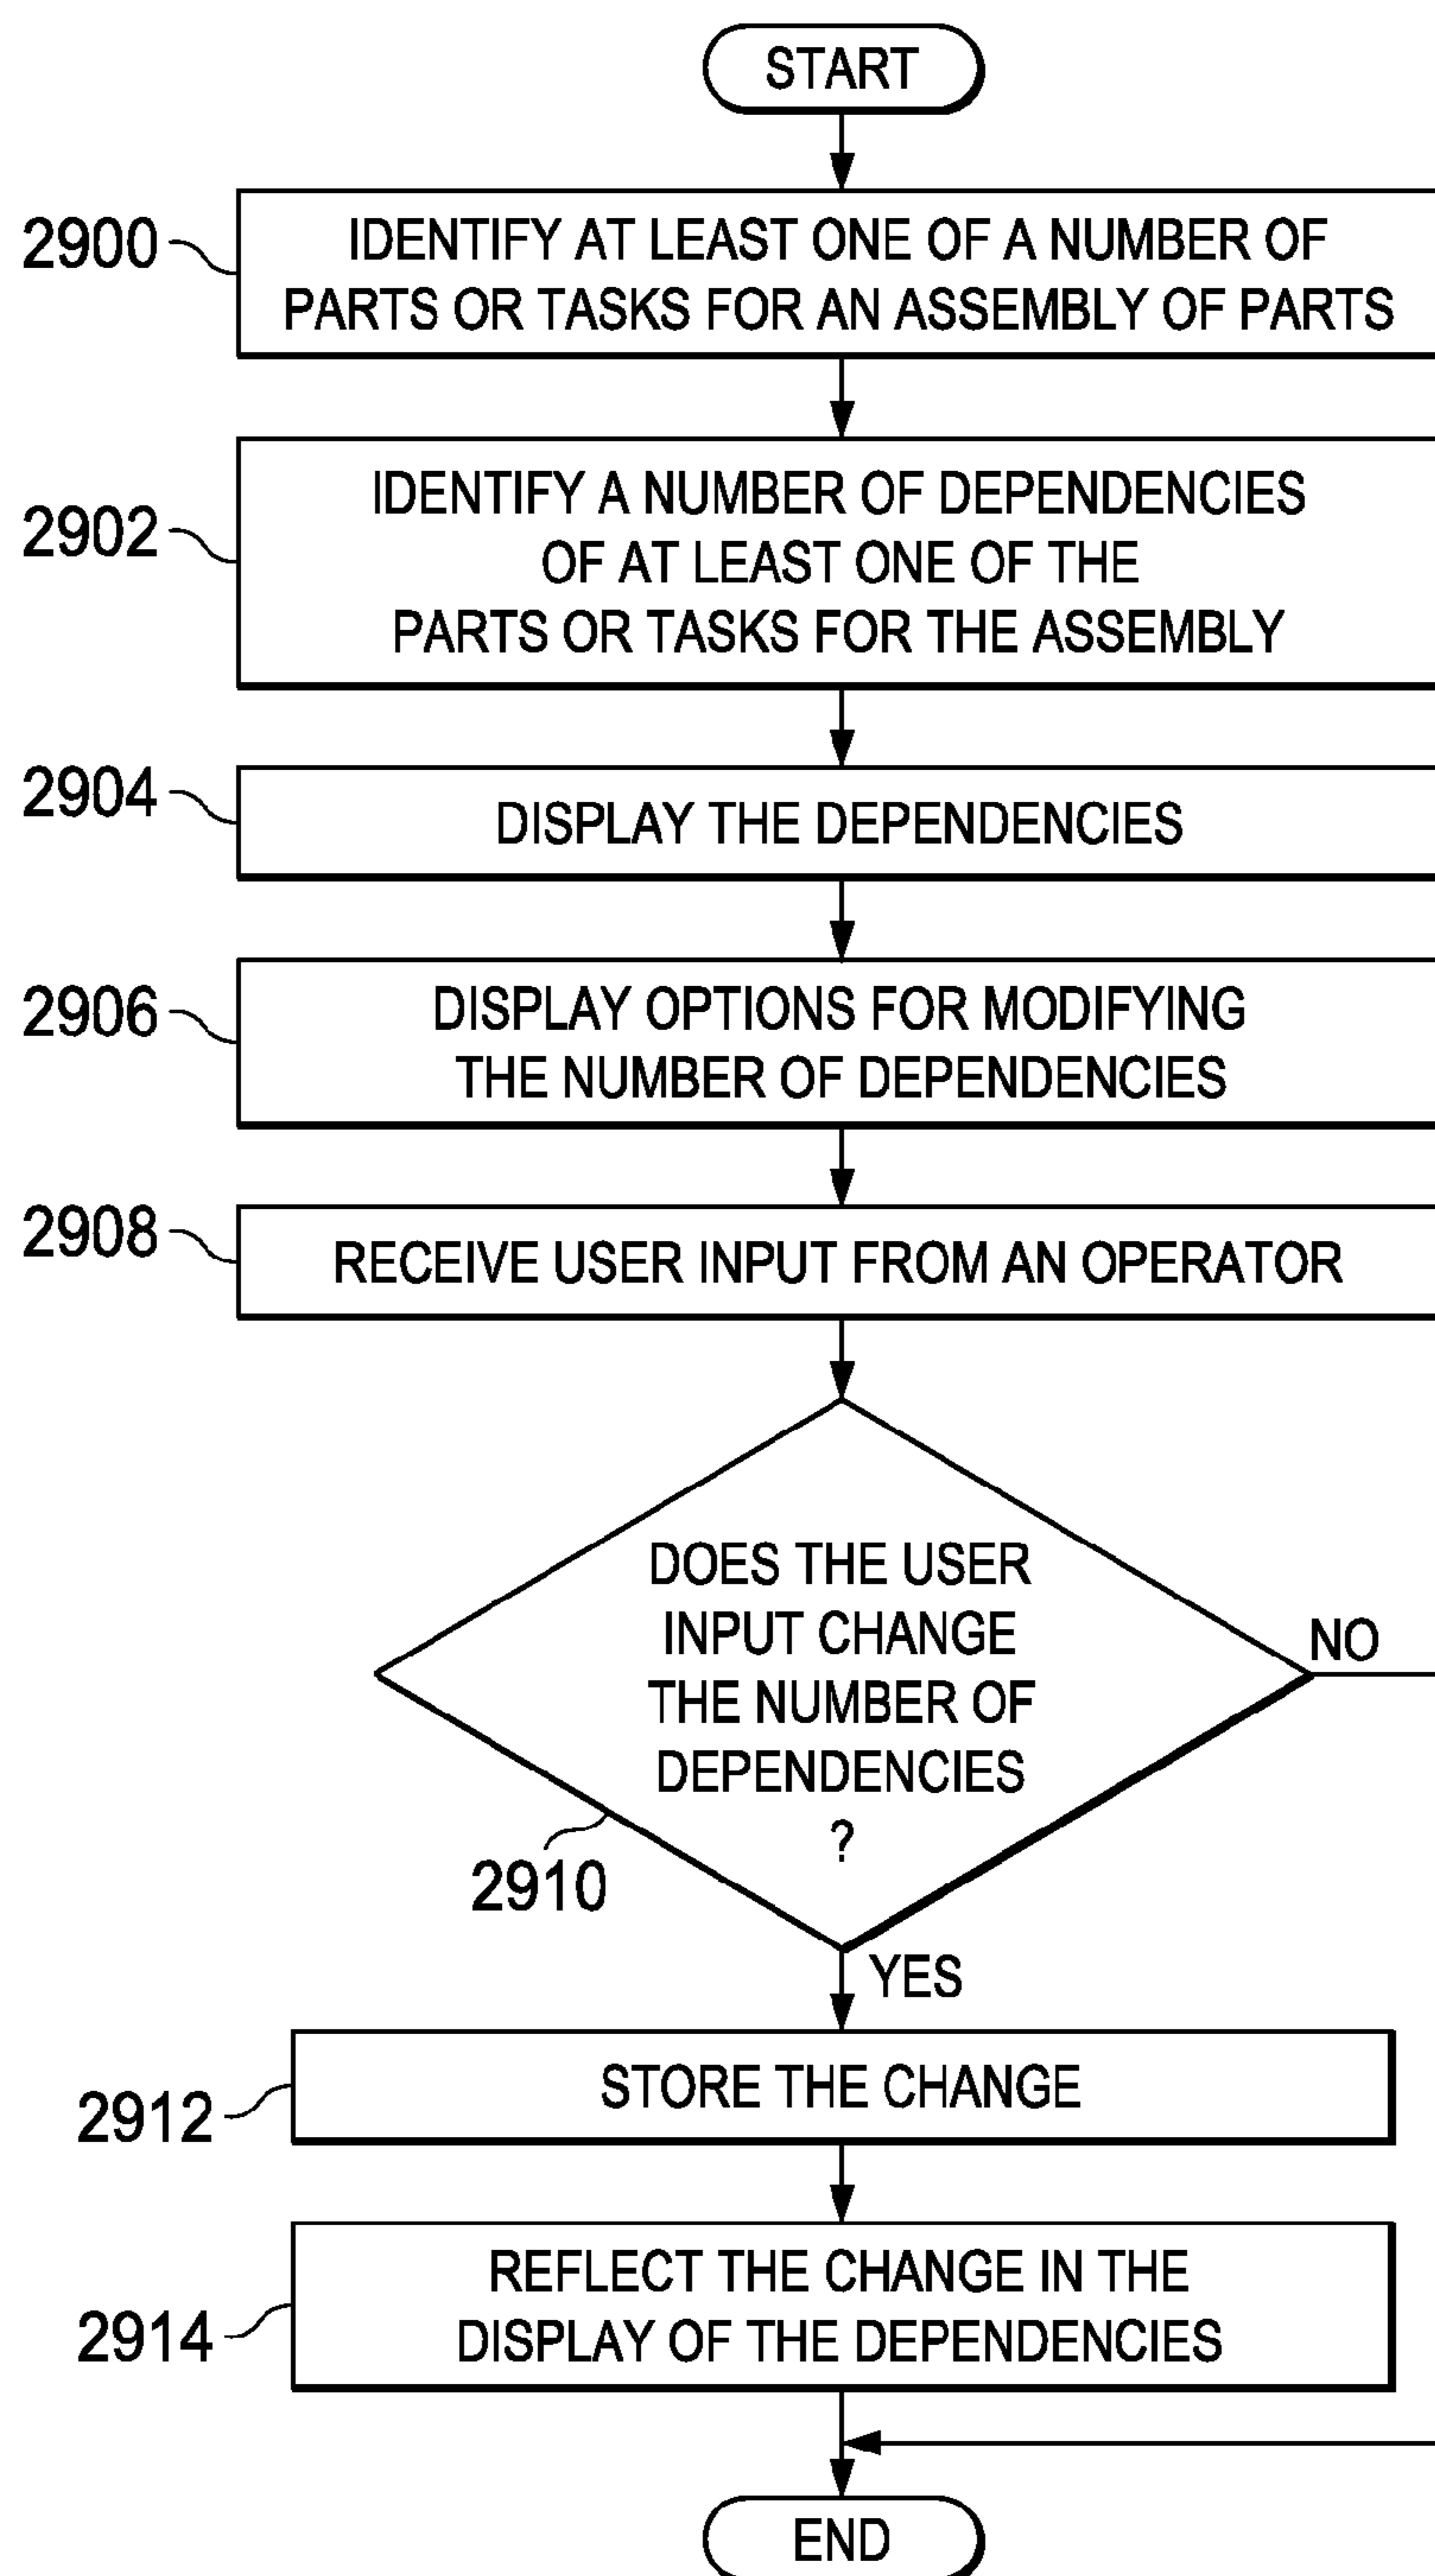 START
2900
IDENTIFY AT LEAST ONE OF A NUMBER OF
PARTS OR TASKS FOR AN ASSEMBLY OF PARTS
2902
IDENTIFY A NUMBER OF DEPENDENCIES
OF AT LEAST ONE OF THE
PARTS OR TASKS FOR THE ASSEMBLY
2904
DISPLAY THE DEPENDENCIES
2906
DISPLAY OPTIONS FOR MODIFYING
THE NUMBER OF DEPENDENCIES
2908
RECEIVE USER INPUT FROM AN OPERATOR
DOES THE USER
INPUT CHANGE
THE NUMBER OF
DEPENDENCIES
?
NO
2910
YES
2912
STORE THE CHANGE
2914
REFLECT THE CHANGE IN THE
DISPLAY OF THE DEPENDENCIES
END